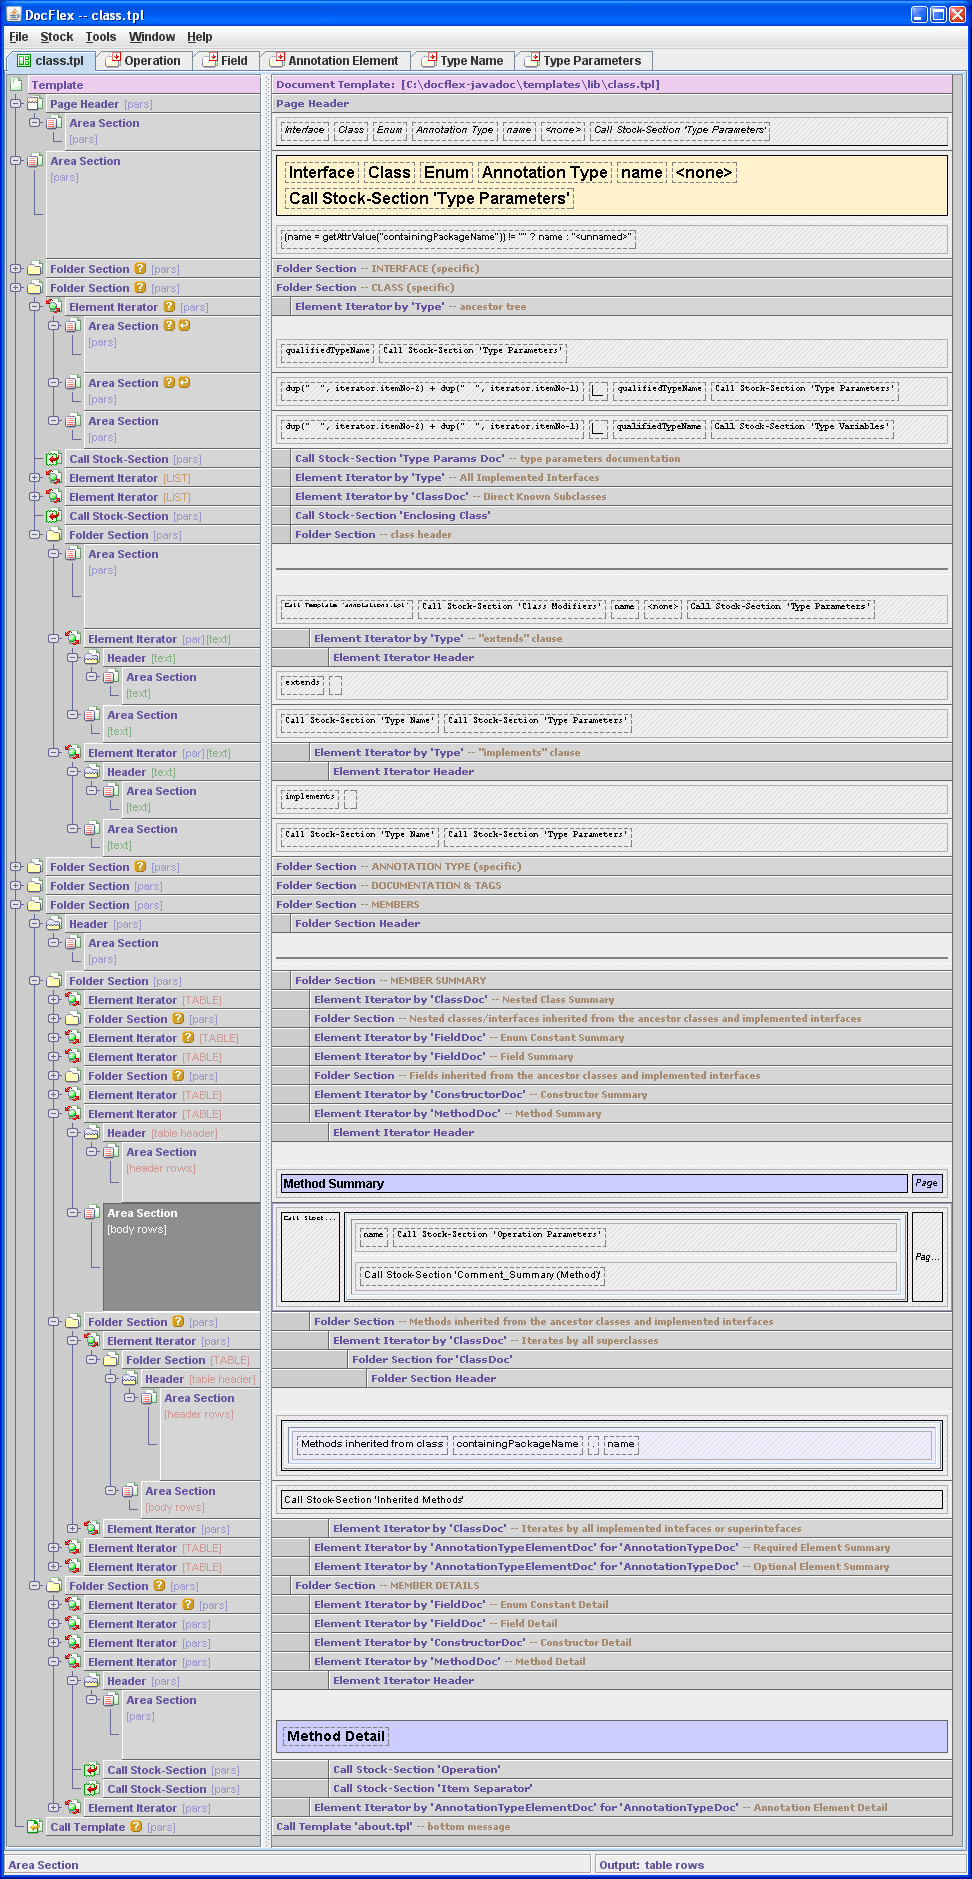 DocFlex -- class.tpl
File Stock Tools Window Help
class.tpl Operation Field Annotation Element Type Name Type Parameters
Template Document Template: [C:\docflex-javadoc\templates\lib\class.tpl]
Page Header [pars] Page Header
Area Section Interface Class Enum Annotation Type name <none> Call Stock-Section 'Type Parameters'
[pars]
Area Section Interface Class Enum Annotation Type name <none>
[pars]
Call Stock-Section 'Type Parameters'
(name = getAttrValue("containingPackageName")) != "" ? name : "<unnamed>"
Folder Section ? [pars] Folder Section -- INTERFACE (specific)
Folder Section ? [pars] Folder Section -- CLASS (specific)
Element Iterator ? [pars] Element Iterator by 'Type' -- ancestor tree
Area Section ?
[pars] qualifiedTypeName Call Stock-Section 'Type Parameters'
Area Section ? dup("  ", iterator.itemNo-2) + dup("  ", iterator.itemNo-1) qualifiedTypeName Call Stock-Section 'Type Parameters'
[pars]
Area Section dup("  ", iterator.itemNo-2) + dup("  ", iterator.itemNo-1) qualifiedTypeName Call Stock-Section 'Type Variables'
[pars]
Call Stock-Section [pars] Call Stock-Section 'Type Params Doc' -- type parameters documentation
Element Iterator [LIST] Element Iterator by 'Type' -- All Implemented Interfaces
Element Iterator [LIST] Element Iterator by 'ClassDoc' -- Direct Known Subclasses
Call Stock-Section [pars] Call Stock-Section 'Enclosing Class'
Folder Section [pars] Folder Section -- class header
Area Section
[pars]
Call Template 'annotations.tpl' Call Stock-Section 'Class Modifiers' name <none> Call Stock-Section 'Type Parameters'
Element Iterator [par][text] Element Iterator by 'Type' -- "extends" clause
Header [text] Element Iterator Header
Area Section extends
[text]
Area Section Call Stock-Section 'Type Name' Call Stock-Section 'Type Parameters'
[text]
Element Iterator [par][text] Element Iterator by 'Type' -- "implements" clause
Header [text] Element Iterator Header
Area Section implements
[text]
Area Section Call Stock-Section 'Type Name' Call Stock-Section 'Type Parameters'
[text]
Folder Section ? [pars] Folder Section -- ANNOTATION TYPE (specific)
Folder Section [pars] Folder Section -- DOCUMENTATION & TAGS
Folder Section [pars] Folder Section -- MEMBERS
Header [pars] Folder Section Header
Area Section
[pars]
Folder Section [pars] Folder Section -- MEMBER SUMMARY
Element Iterator [TABLE] Element Iterator by 'ClassDoc' -- Nested Class Summary
Folder Section ? [pars] Folder Section -- Nested classes/interfaces inherited from the ancestor classes and implemented interfaces
Element Iterator ? [TABLE] Element Iterator by 'FieldDoc' -- Enum Constant Summary
Element Iterator [TABLE] Element Iterator by 'FieldDoc' -- Field Summary
Folder Section ? [pars] Folder Section -- Fields inherited from the ancestor classes and implemented interfaces
Element Iterator [TABLE] Element Iterator by 'ConstructorDoc' -- Constructor Summary
Element Iterator [TABLE] Element Iterator by 'MethodDoc' -- Method Summary
Header [table header] Element Iterator Header
Area Section
[header rows]
Method Summary Page
Area Section Call Stoct...
[body rows] name Call Stock-Section 'Operation Parameters'
Pag...
Call Stock-Section 'Comment_Summary (Method)'
Folder Section ? [pars] Folder Section -- Methods inherited from the ancestor classes and implemented interfaces
Element Iterator [pars] Element Iterator by 'ClassDoc' -- Iterates by all superclasses
Folder Section [TABLE] Folder Section for 'ClassDoc'
Header [table header] Folder Section Header
Area Section
[header rows]
Methods inherited from class containingPackageName . name
Area Section Call Stock-Section 'Inherited Methods'
[body rows]
Element Iterator [pars] Element Iterator by 'ClassDoc' -- Iterates by all implemented intefaces or superintefaces
Element Iterator [TABLE] Element Iterator by 'AnnotationTypeElementDoc' for 'AnnotationTypeDoc' -- Required Element Summary
Element Iterator [TABLE] Element Iterator by 'AnnotationTypeElementDoc' for 'AnnotationTypeDoc' -- Optional Element Summary
Folder Section ? [pars] Folder Section -- MEMBER DETAILS
Element Iterator ? [pars] Element Iterator by 'FieldDoc' -- Enum Constant Detail
Element Iterator [pars] Element Iterator by 'FieldDoc' -- Field Detail
Element Iterator [pars] Element Iterator by 'ConstructorDoc' -- Constructor Detail
Element Iterator [pars] Element Iterator by 'MethodDoc' -- Method Detail
Header [pars] Element Iterator Header
Area Section
[pars]
Method Detail
Call Stock-Section [pars] Call Stock-Section 'Operation'
Call Stock-Section [pars] Call Stock-Section 'Item Separator'
Element Iterator [pars] Element Iterator by 'AnnotationTypeElementDoc' for 'AnnotationTypeDoc' -- Annotation Element Detail
Call Template ? [pars] Call Template 'about.tpl' -- bottom message
Area Section Output: table rows